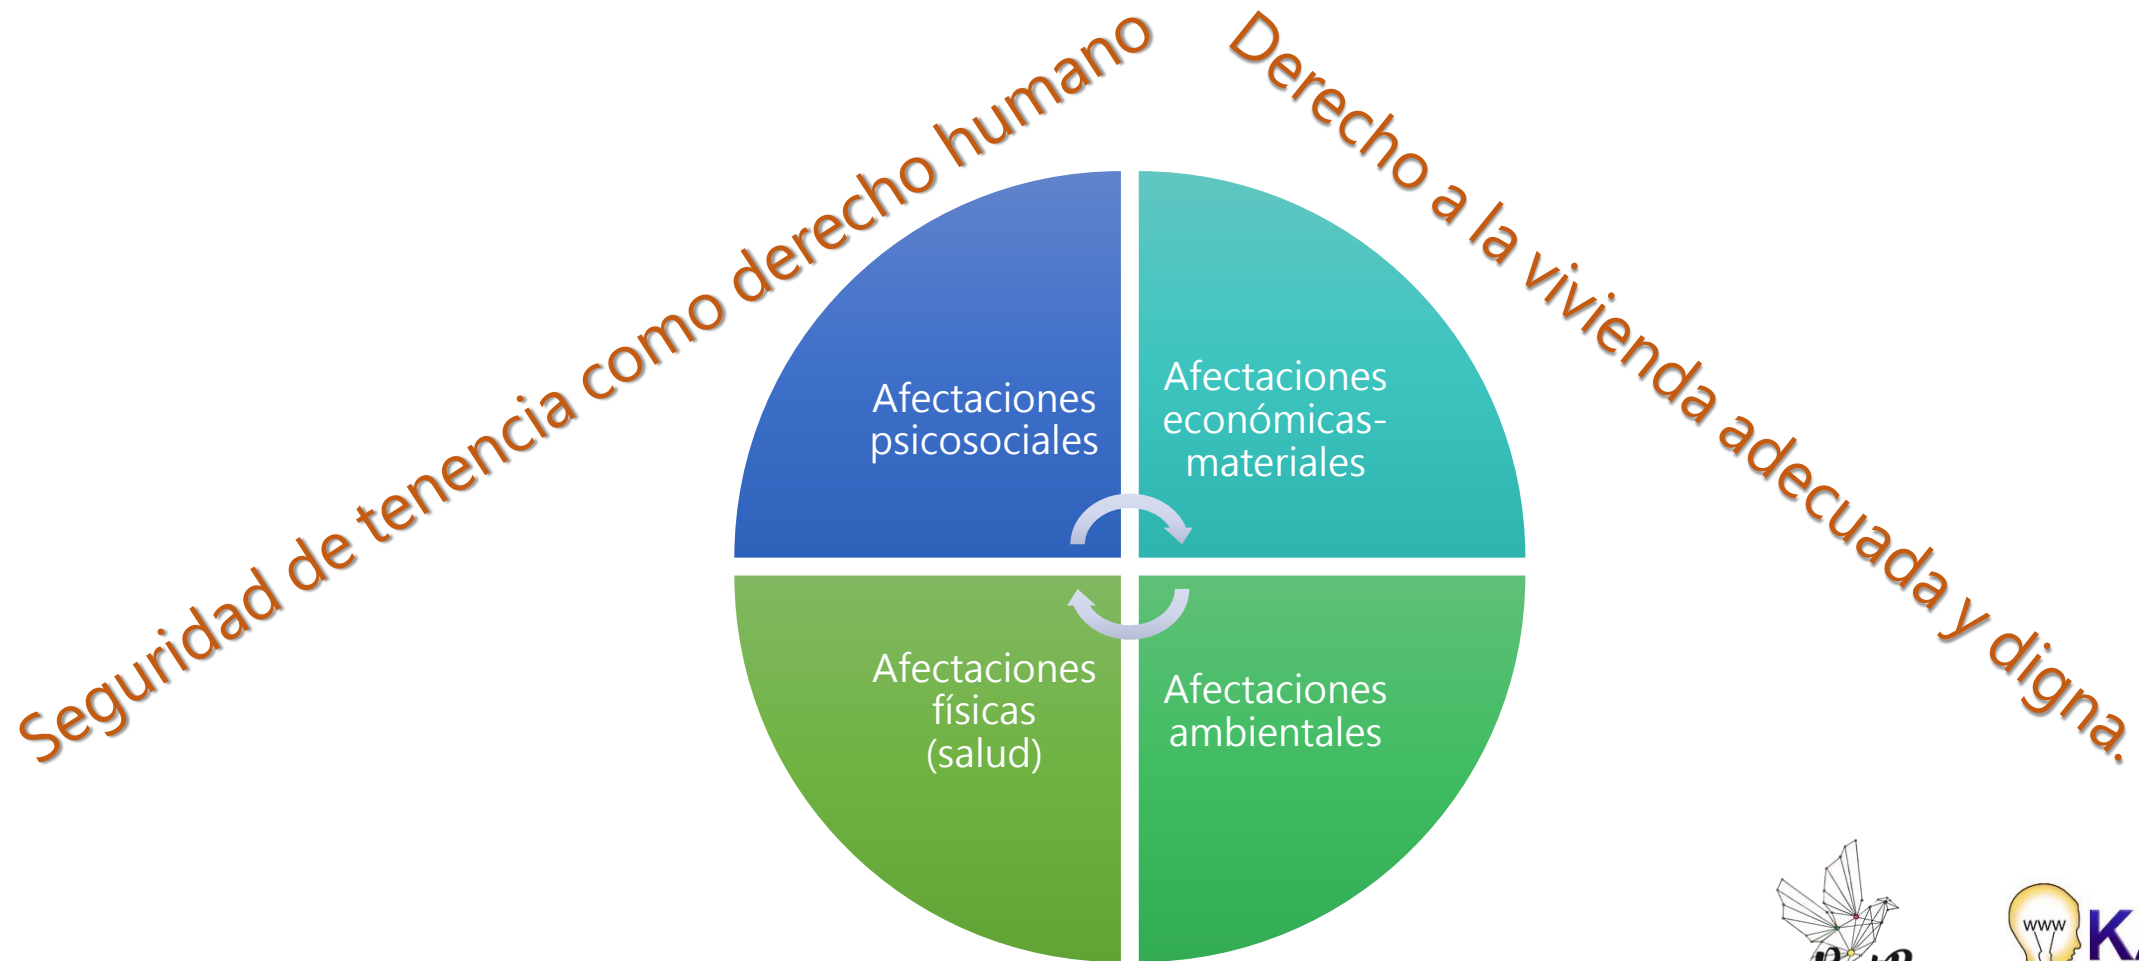 Seguridad de tenencia como derecho humano
Derecho a la vivienda adecuada y digna.
Afectaciones
psicosociales
Afectaciones
económicas-
materiales
Afectaciones
físicas
(salud)
Afectaciones
ambientales
www